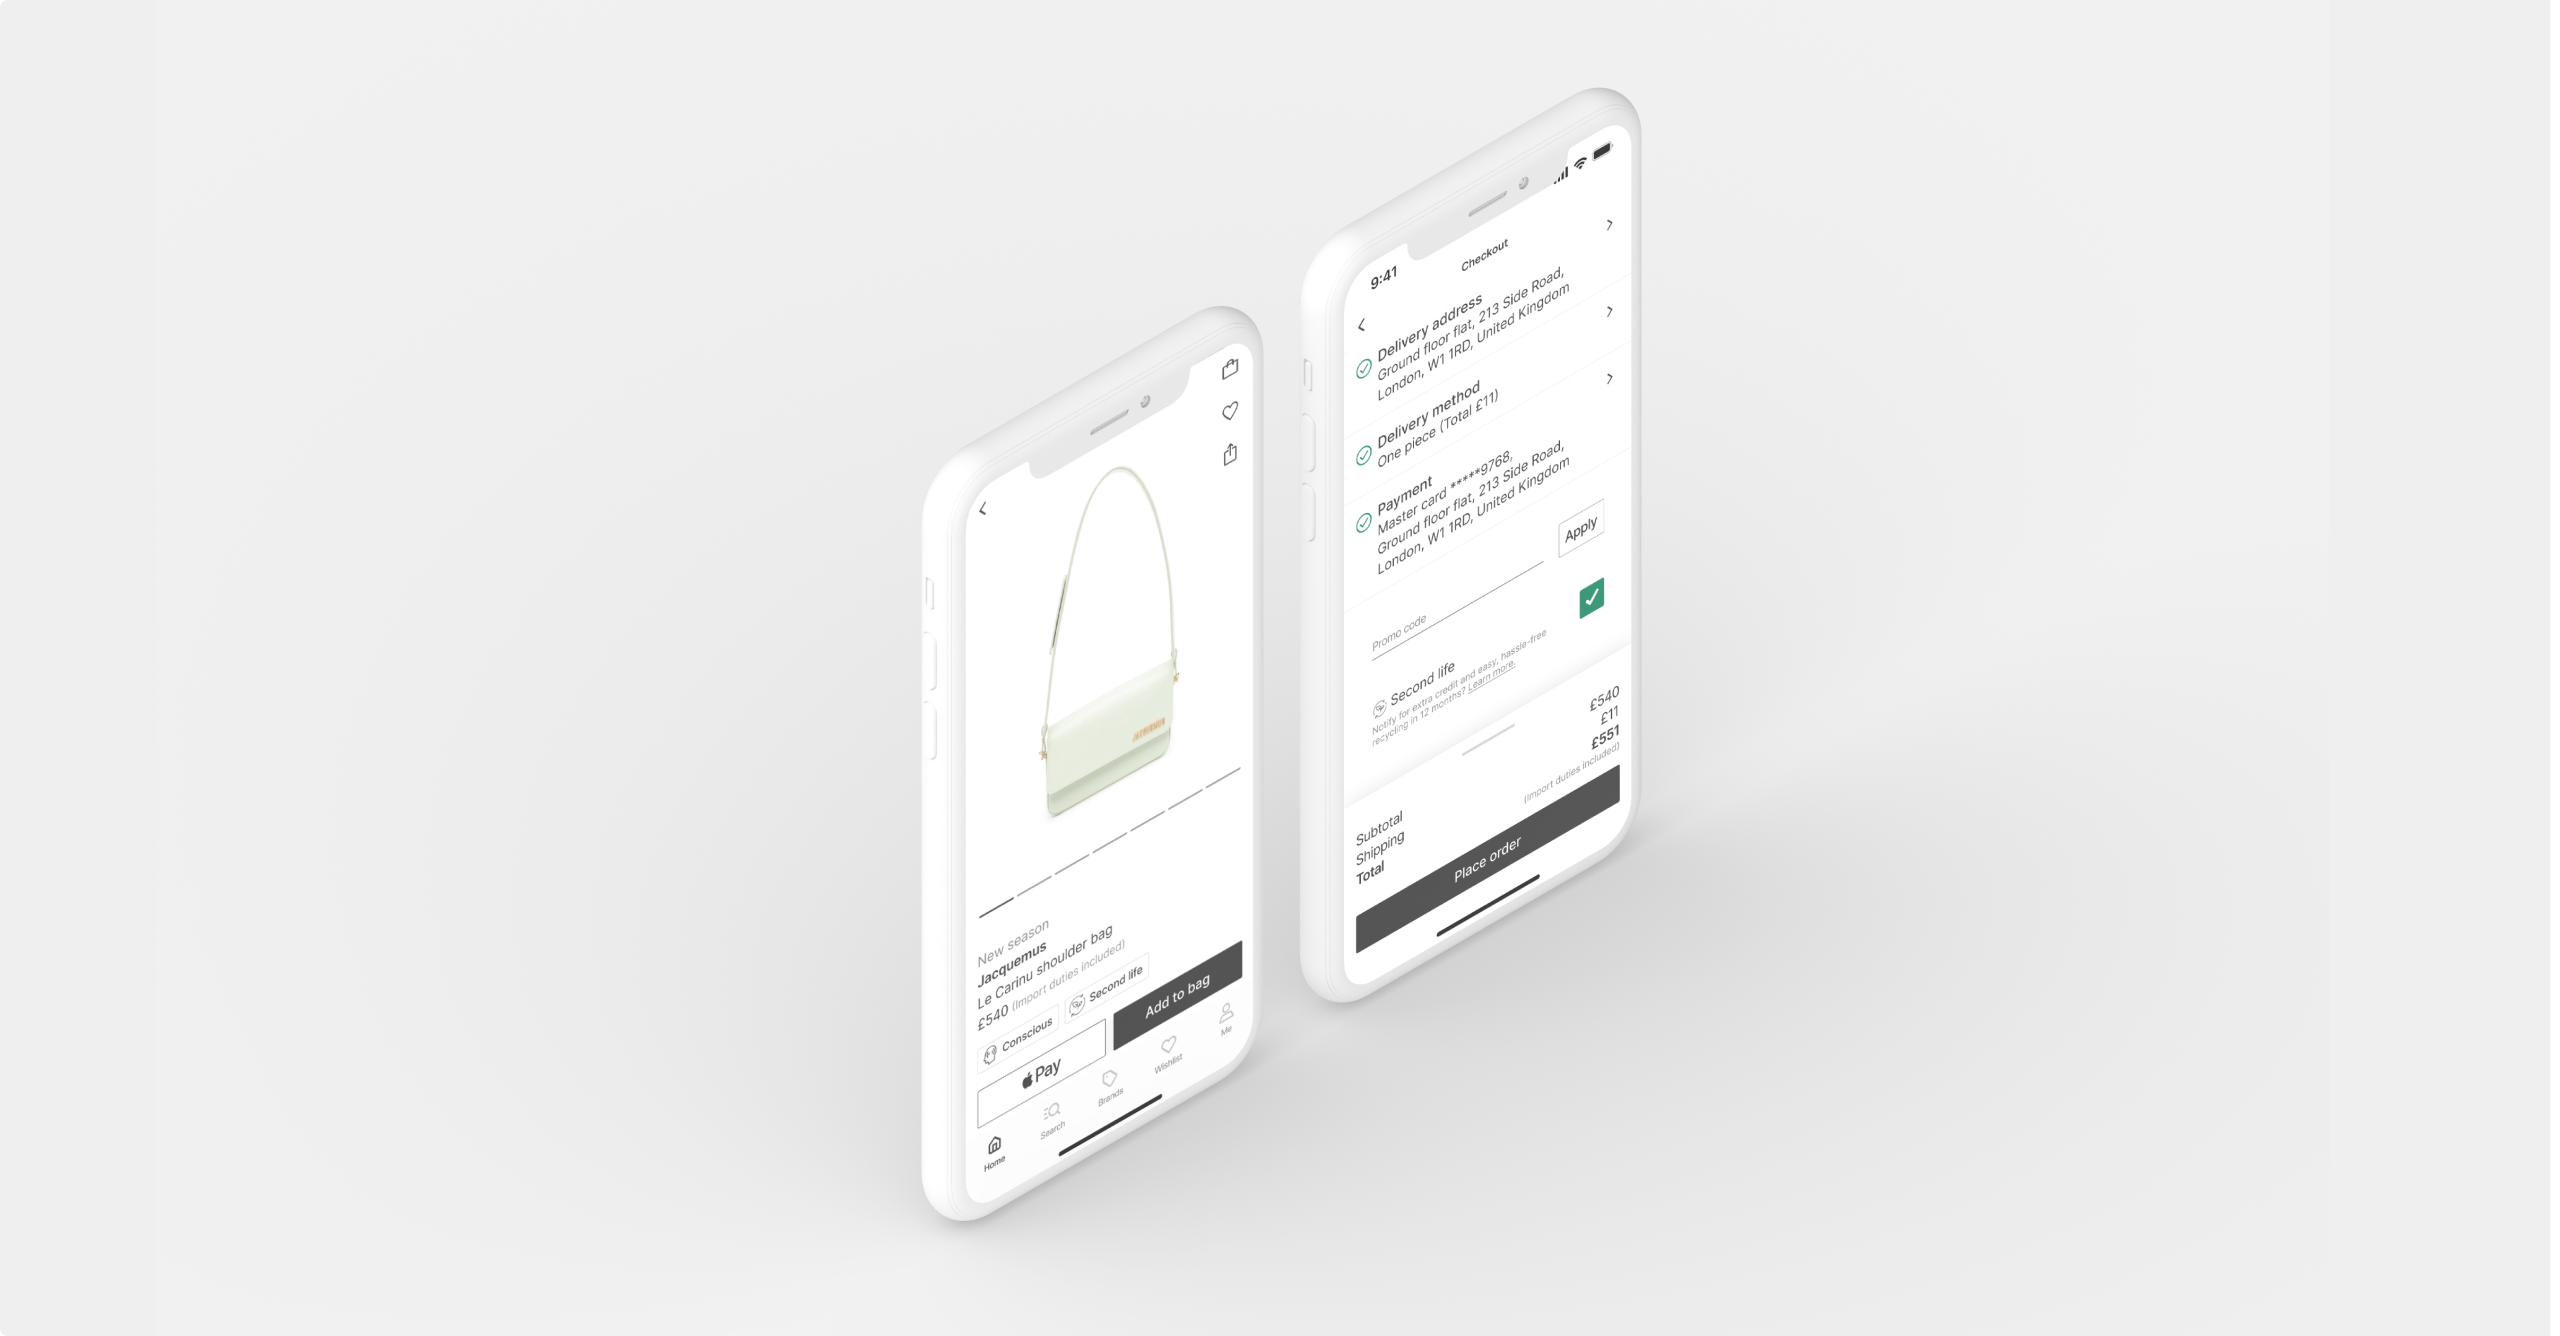 New season
Jacquemus
Le Carinu shoulder bag
£540 (Import duties included)
Conscious
Second life
Pay
Add to bag
Home
Search
Brands
Wishlist
Me
9:41
Checkout
Delivery address
Ground floor flat, 213 Side Road,
London, W1 1RD, United Kingdom
Delivery method
One piece (Total £11)
Payment
Master card *****9768,
Ground floor flat, 213 Side Road,
London, W1 1RD, United Kingdom
Promo code
Apply
Second life
Notify for extra credit and easy, hassle-free
recycling in 12 months? Learn more.
Subtotal £540
Shipping £11
Total £551
(Import duties included)
Place order